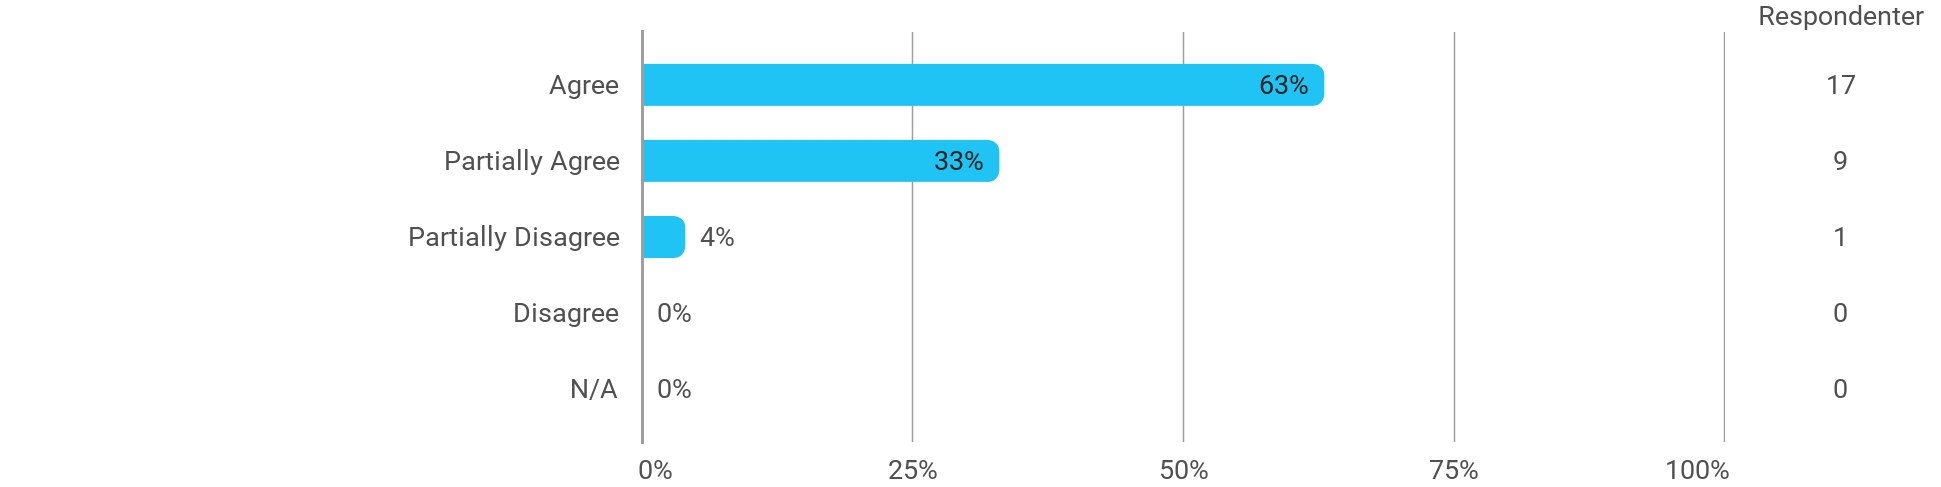 Respondenter
Agree 63% 17
Partially Agree 33% 9
Partially Disagree 4% 1
Disagree 0% 0
N/A 0% 0
0% 25% 50% 75% 100%